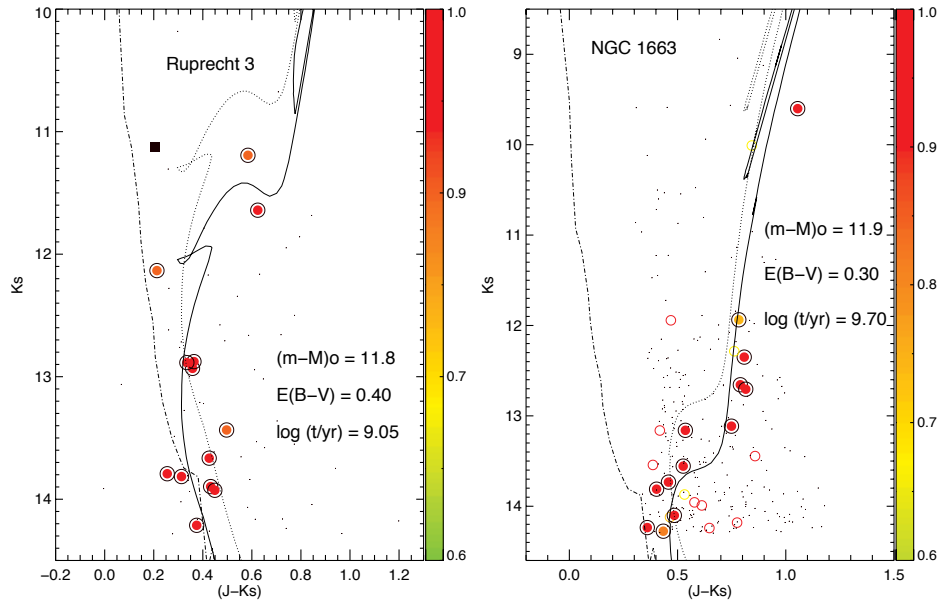 Ruprecht 3
(m−M)o = 11.8
E(B−V) = 0.40
log (t/yr) = 9.05
Ks
10
11
12
13
14
−0.2
0.0
0.2
0.4
0.6
0.8
1.0
1.2
(J−Ks)
1.0
0.9
0.8
0.7
0.6
NGC 1663
(m−M)o = 11.9
E(B−V) = 0.30
log (t/yr) = 9.70
Ks
9
10
11
12
13
14
0.0
0.5
1.0
1.5
(J−Ks)
1.0
0.9
0.8
0.7
0.6